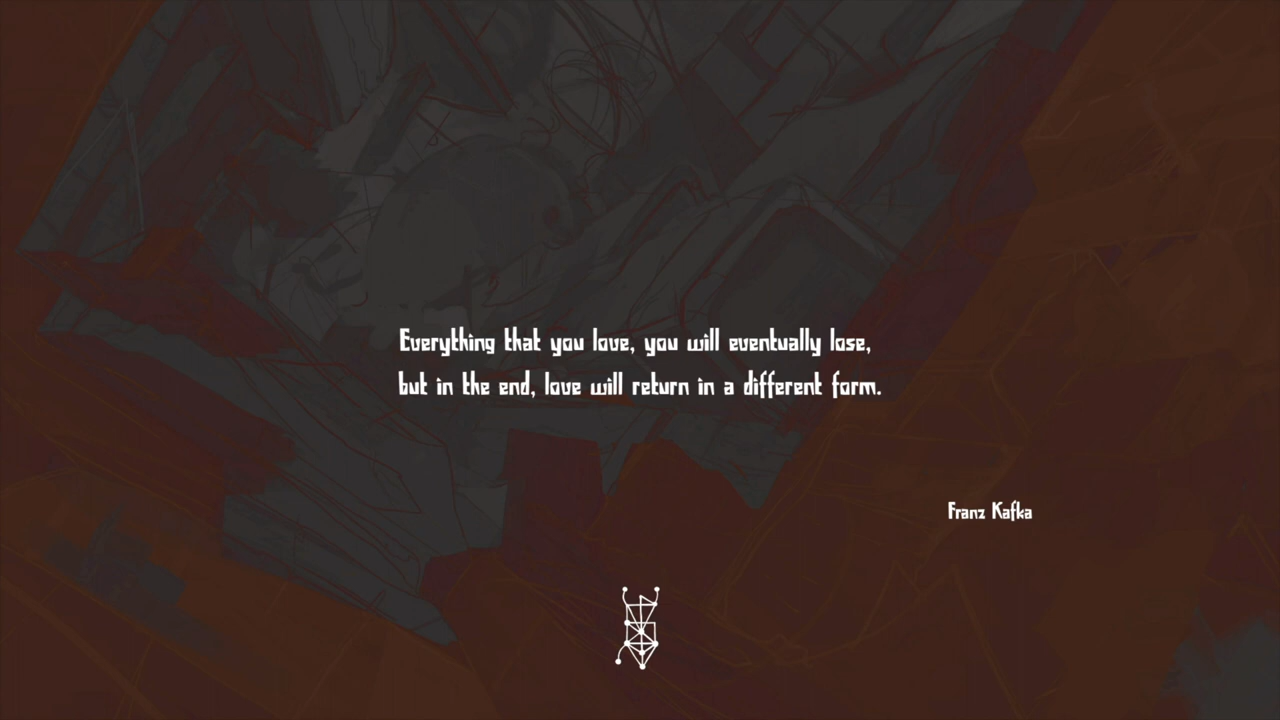 Everything that you love, you will eventually lose,
but in the end, love will return in a different form.
Franz Kafka